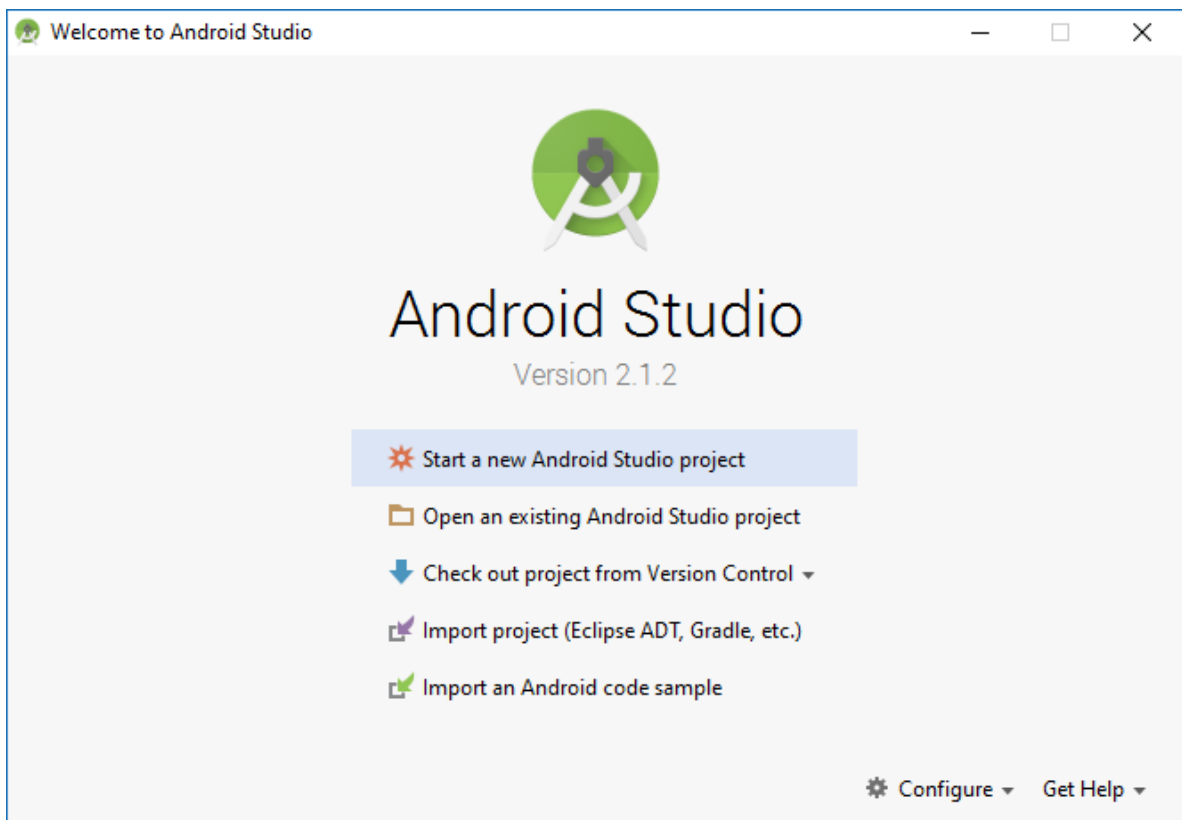 Welcome to Android Studio
Android Studio
Version 2.1.2
Start a new Android Studio project
Open an existing Android Studio project
Check out project from Version Control
Import project (Eclipse ADT, Gradle, etc.)
Import an Android code sample
Configure Get Help